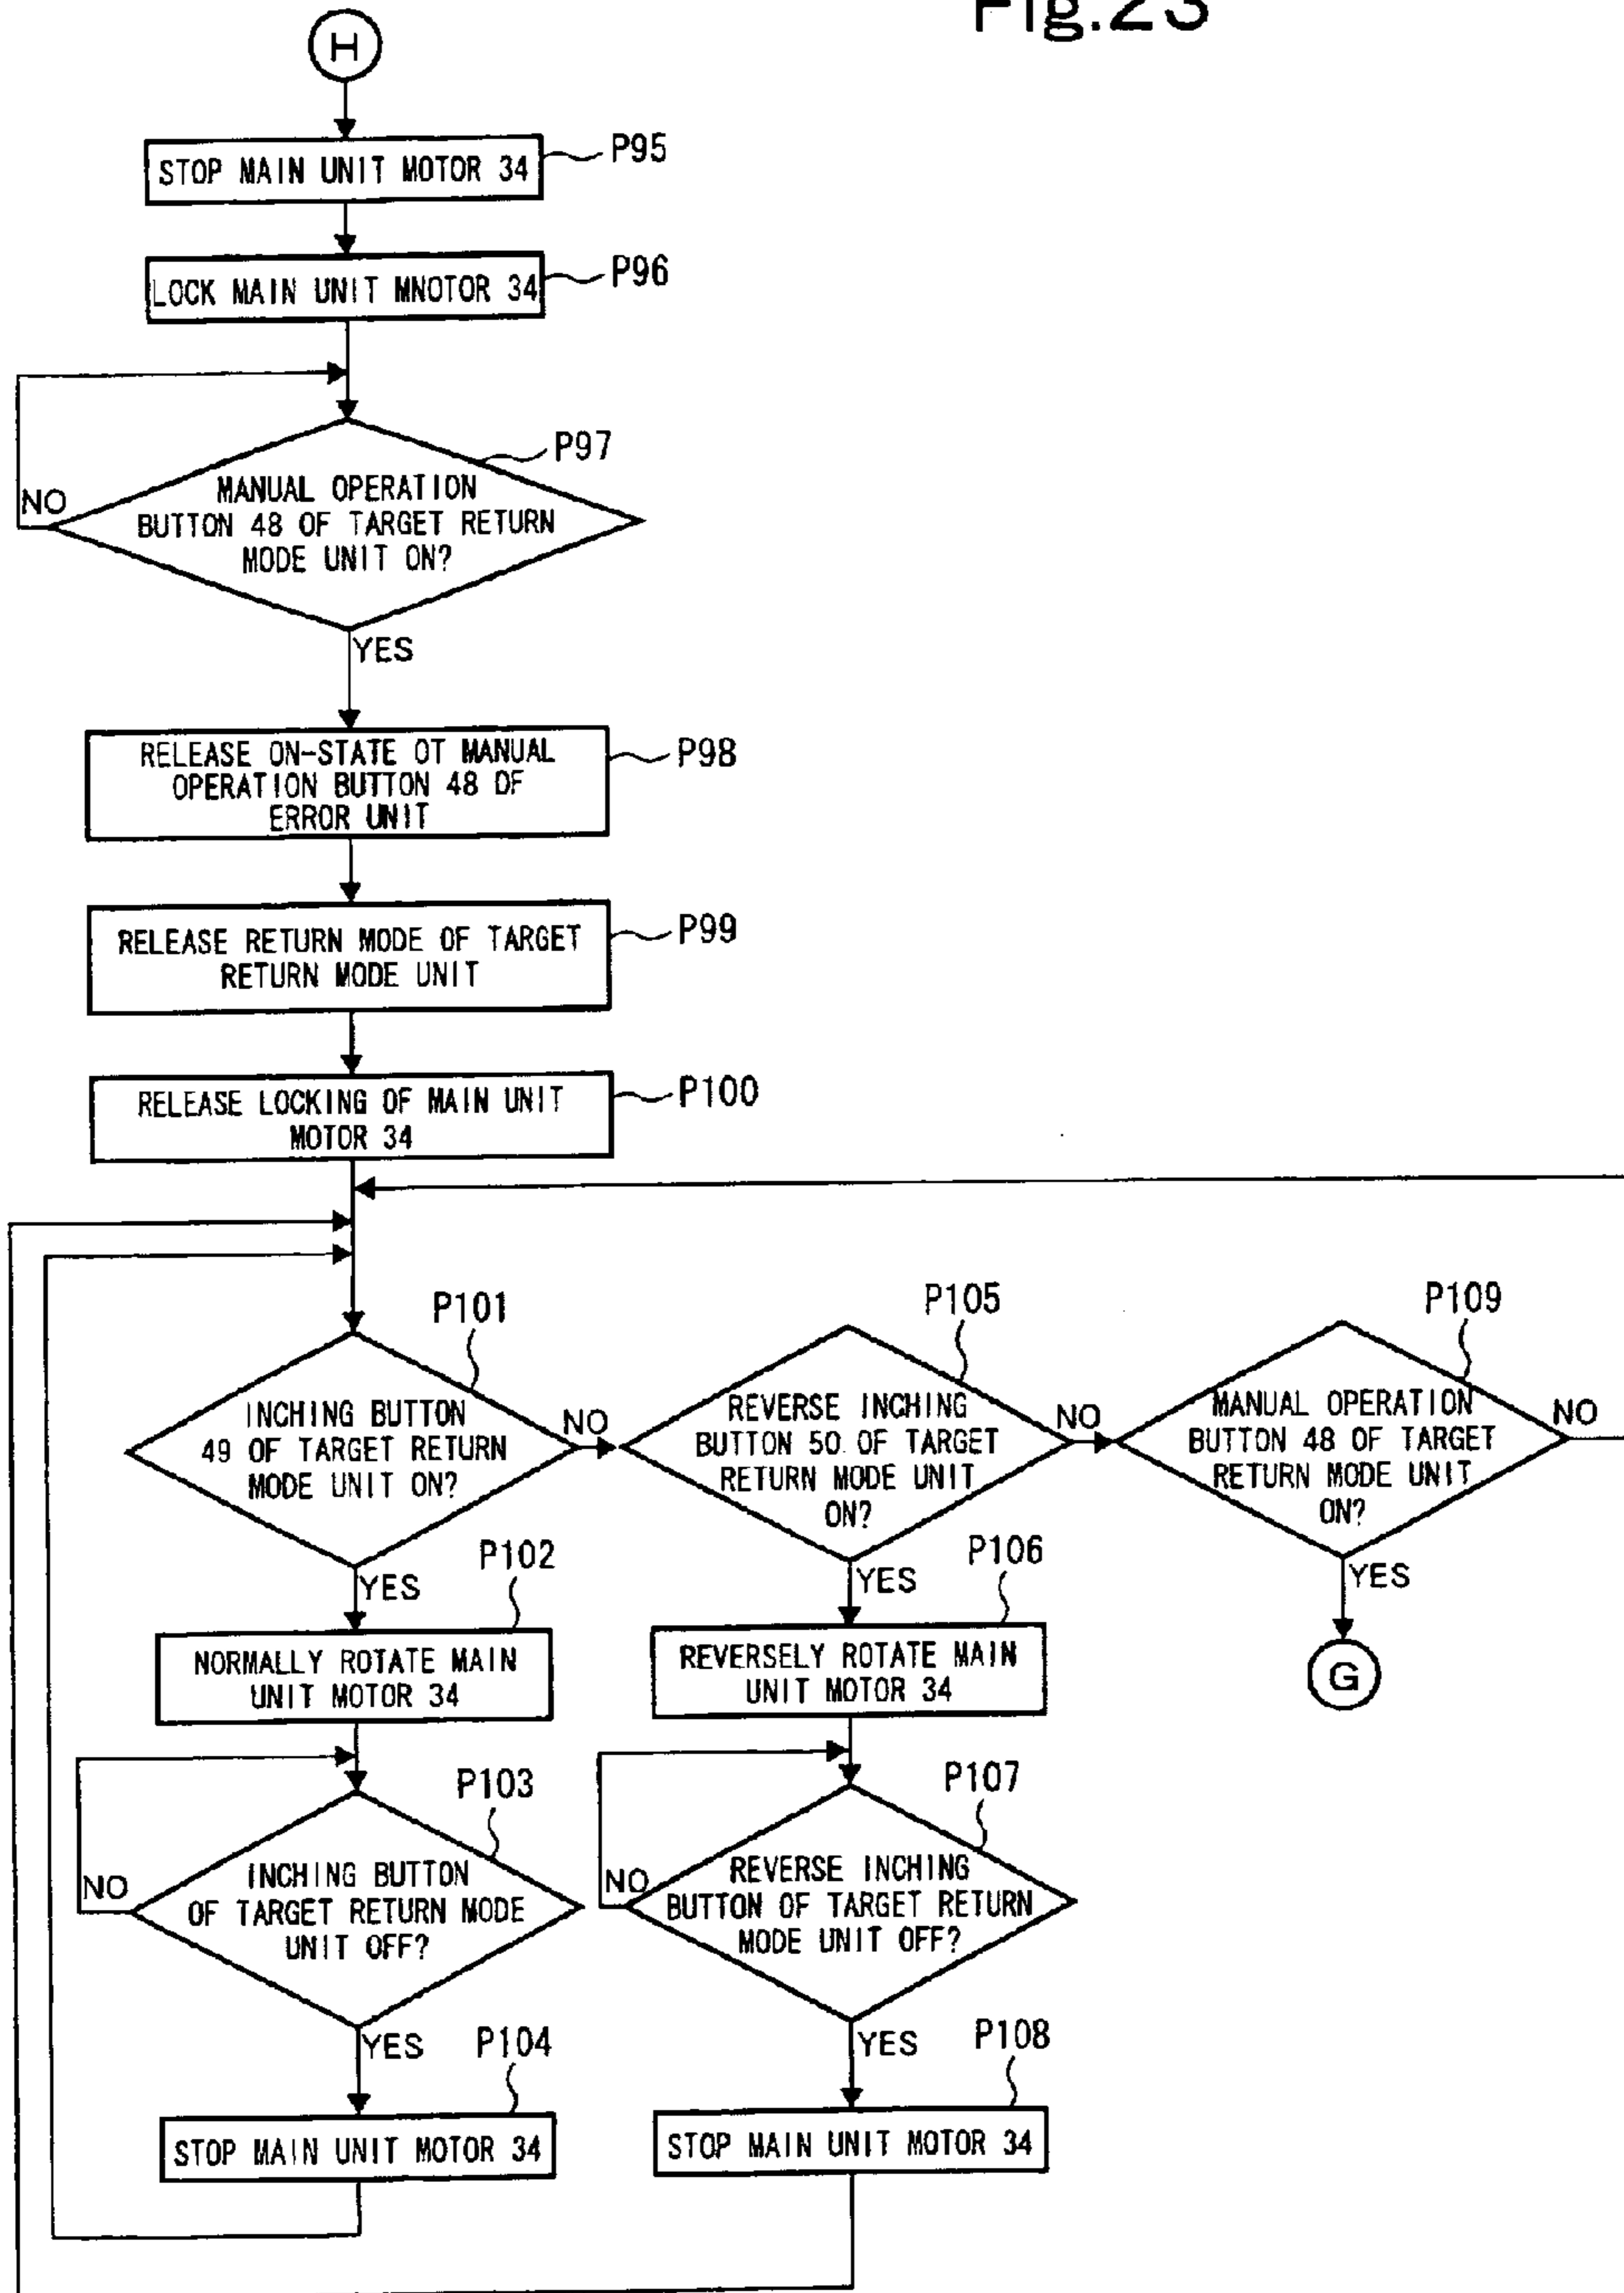 Fig.23
H
STOP MAIN UNIT MOTOR 34
P95
LOCK MAIN UNIT MNOTOR 34
P96
P97
MANUAL OPERATION
BUTTON 48 OF TARGET RETURN
MODE UNIT ON?
NO
YES
RELEASE ON-STATE OT MANUAL
OPERATION BUTTON 48 DF
ERROR UNIT
P98
RELEASE RETURN MODE OF TARGET
RETURN MODE UNIT
P99
RELEASE LOCKING OF MAIN UNIT
MOTOR 34
P100
P101
INCHING BUTTON
49 OF TARGET RETURN
MODE UNIT ON?
NO
YES
P105
REVERSE INCHING
BUTTON 50 OF TARGET
RETURN MODE UNIT
ON?
NO
YES
P109
MANUAL OPERATION
BUTTON 48 OF TARGET
RETURN MODE UNIT
ON?
NO
YES
G
P102
NORMALLY ROTATE MAIN
UNIT MOTOR 34
P106
REVERSELY ROTATE MAIN
UNIT MOTOR 34
P103
INCHING BUTTON
OF TARGET RETURN MODE
UNIT OFF?
NO
YES
P107
REVERSE INCHING
BUTTON OF TARGET RETURN
MODE UNIT OFF?
NO
YES
P104
STOP MAIN UNIT MOTOR 34
P108
STOP MAIN UNIT MOTOR 34